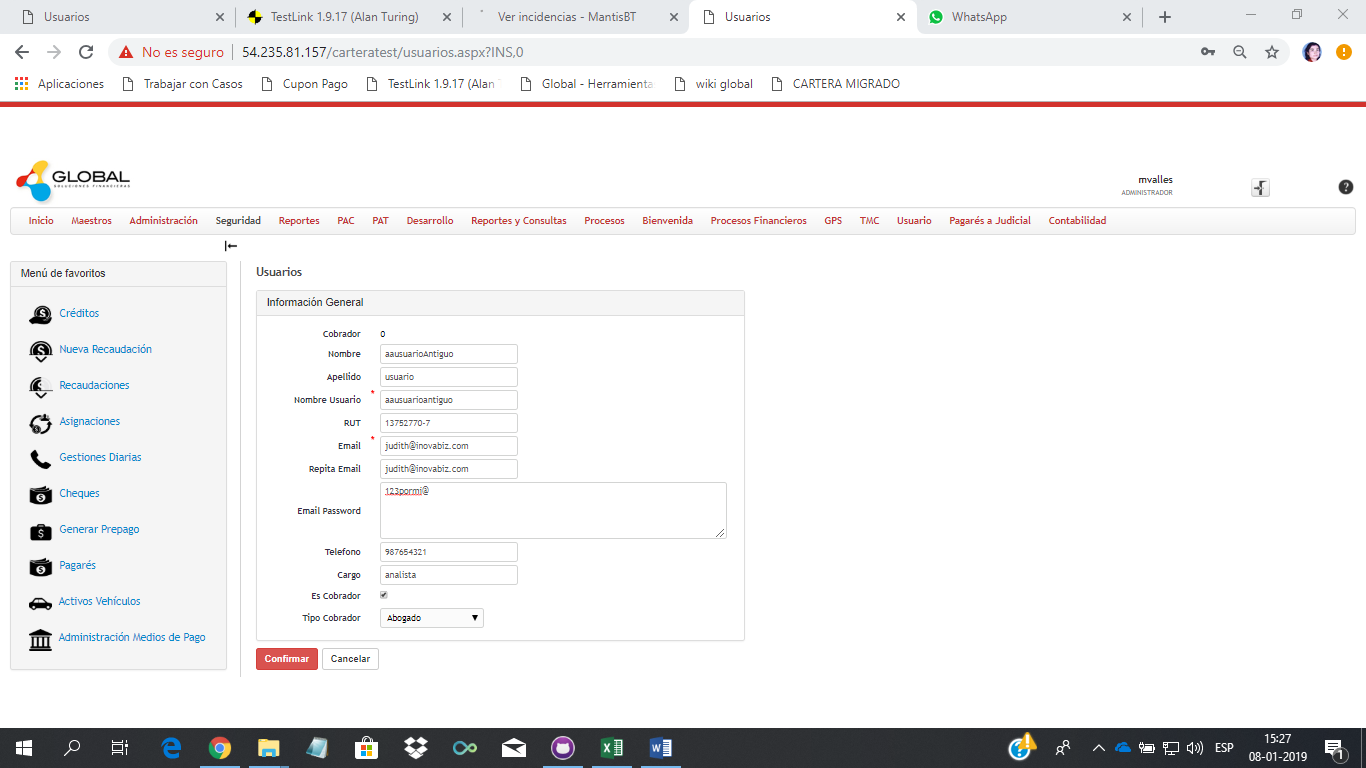 Usuarios
TestLink 1.9.17 (Alan Turing)
Ver incidencias - MantisBT
Usuarios
WhatsApp
No es seguro
54.235.81.157/carteratest/usuarios.aspx?INS,0
Aplicaciones
Trabajar con Casos
Cupon Pago
TestLink 1.9.17 (Alan T
Global - Herramienta
wiki global
CARTERA MIGRADO
GLOBAL
SOLUCIONES FINANCIERAS
mvalles
ADMINISTRADOR
Inicio
Maestros
Administración
Seguridad
Reportes
PAC
PAT
Desarrollo
Reportes y Consultas
Procesos
Bienvenida
Procesos Financieros
GPS
TMC
Usuario
Pagarés a Judicial
Contabilidad
Menú de favoritos
Créditos
Nueva Recaudación
Recaudaciones
Asignaciones
Gestiones Diarias
Cheques
Generar Prepago
Pagarés
Activos Vehículos
Administración Medios de Pago
Usuarios
Información General
Cobrador 0
Nombre aausuarioAntiguo
Apellido usuario
Nombre Usuario * aausuarioantiguo
RUT 13752770-7
Email * judith@inovabiz.com
Repita Email judith@inovabiz.com
Email Password 123pormi@
Telefono 987654321
Cargo analista
Es Cobrador
Tipo Cobrador Abogado
Confirmar
Cancelar
ESP
15:27
08-01-2019
1